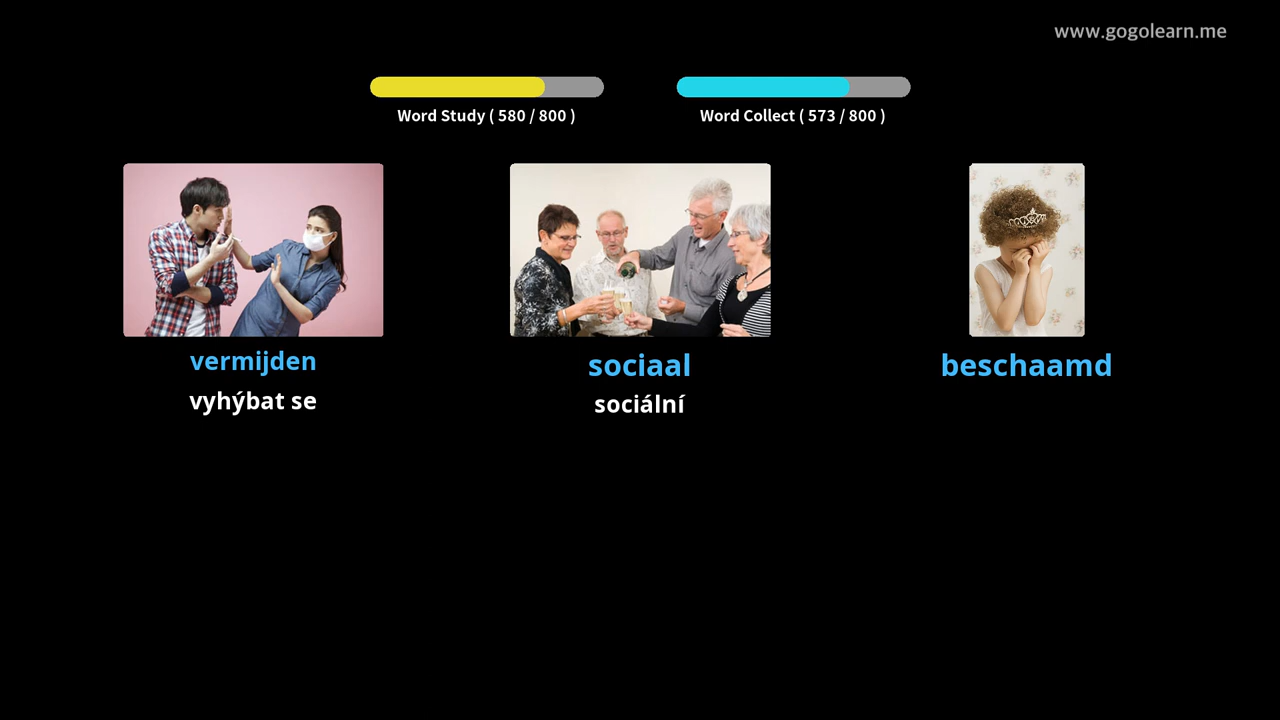 www.gogolearn.me
Word Study ( 580 / 800 )
Word Collect ( 573 / 800 )
vermijden
vyhýbat se
sociaal
sociální
beschaamd